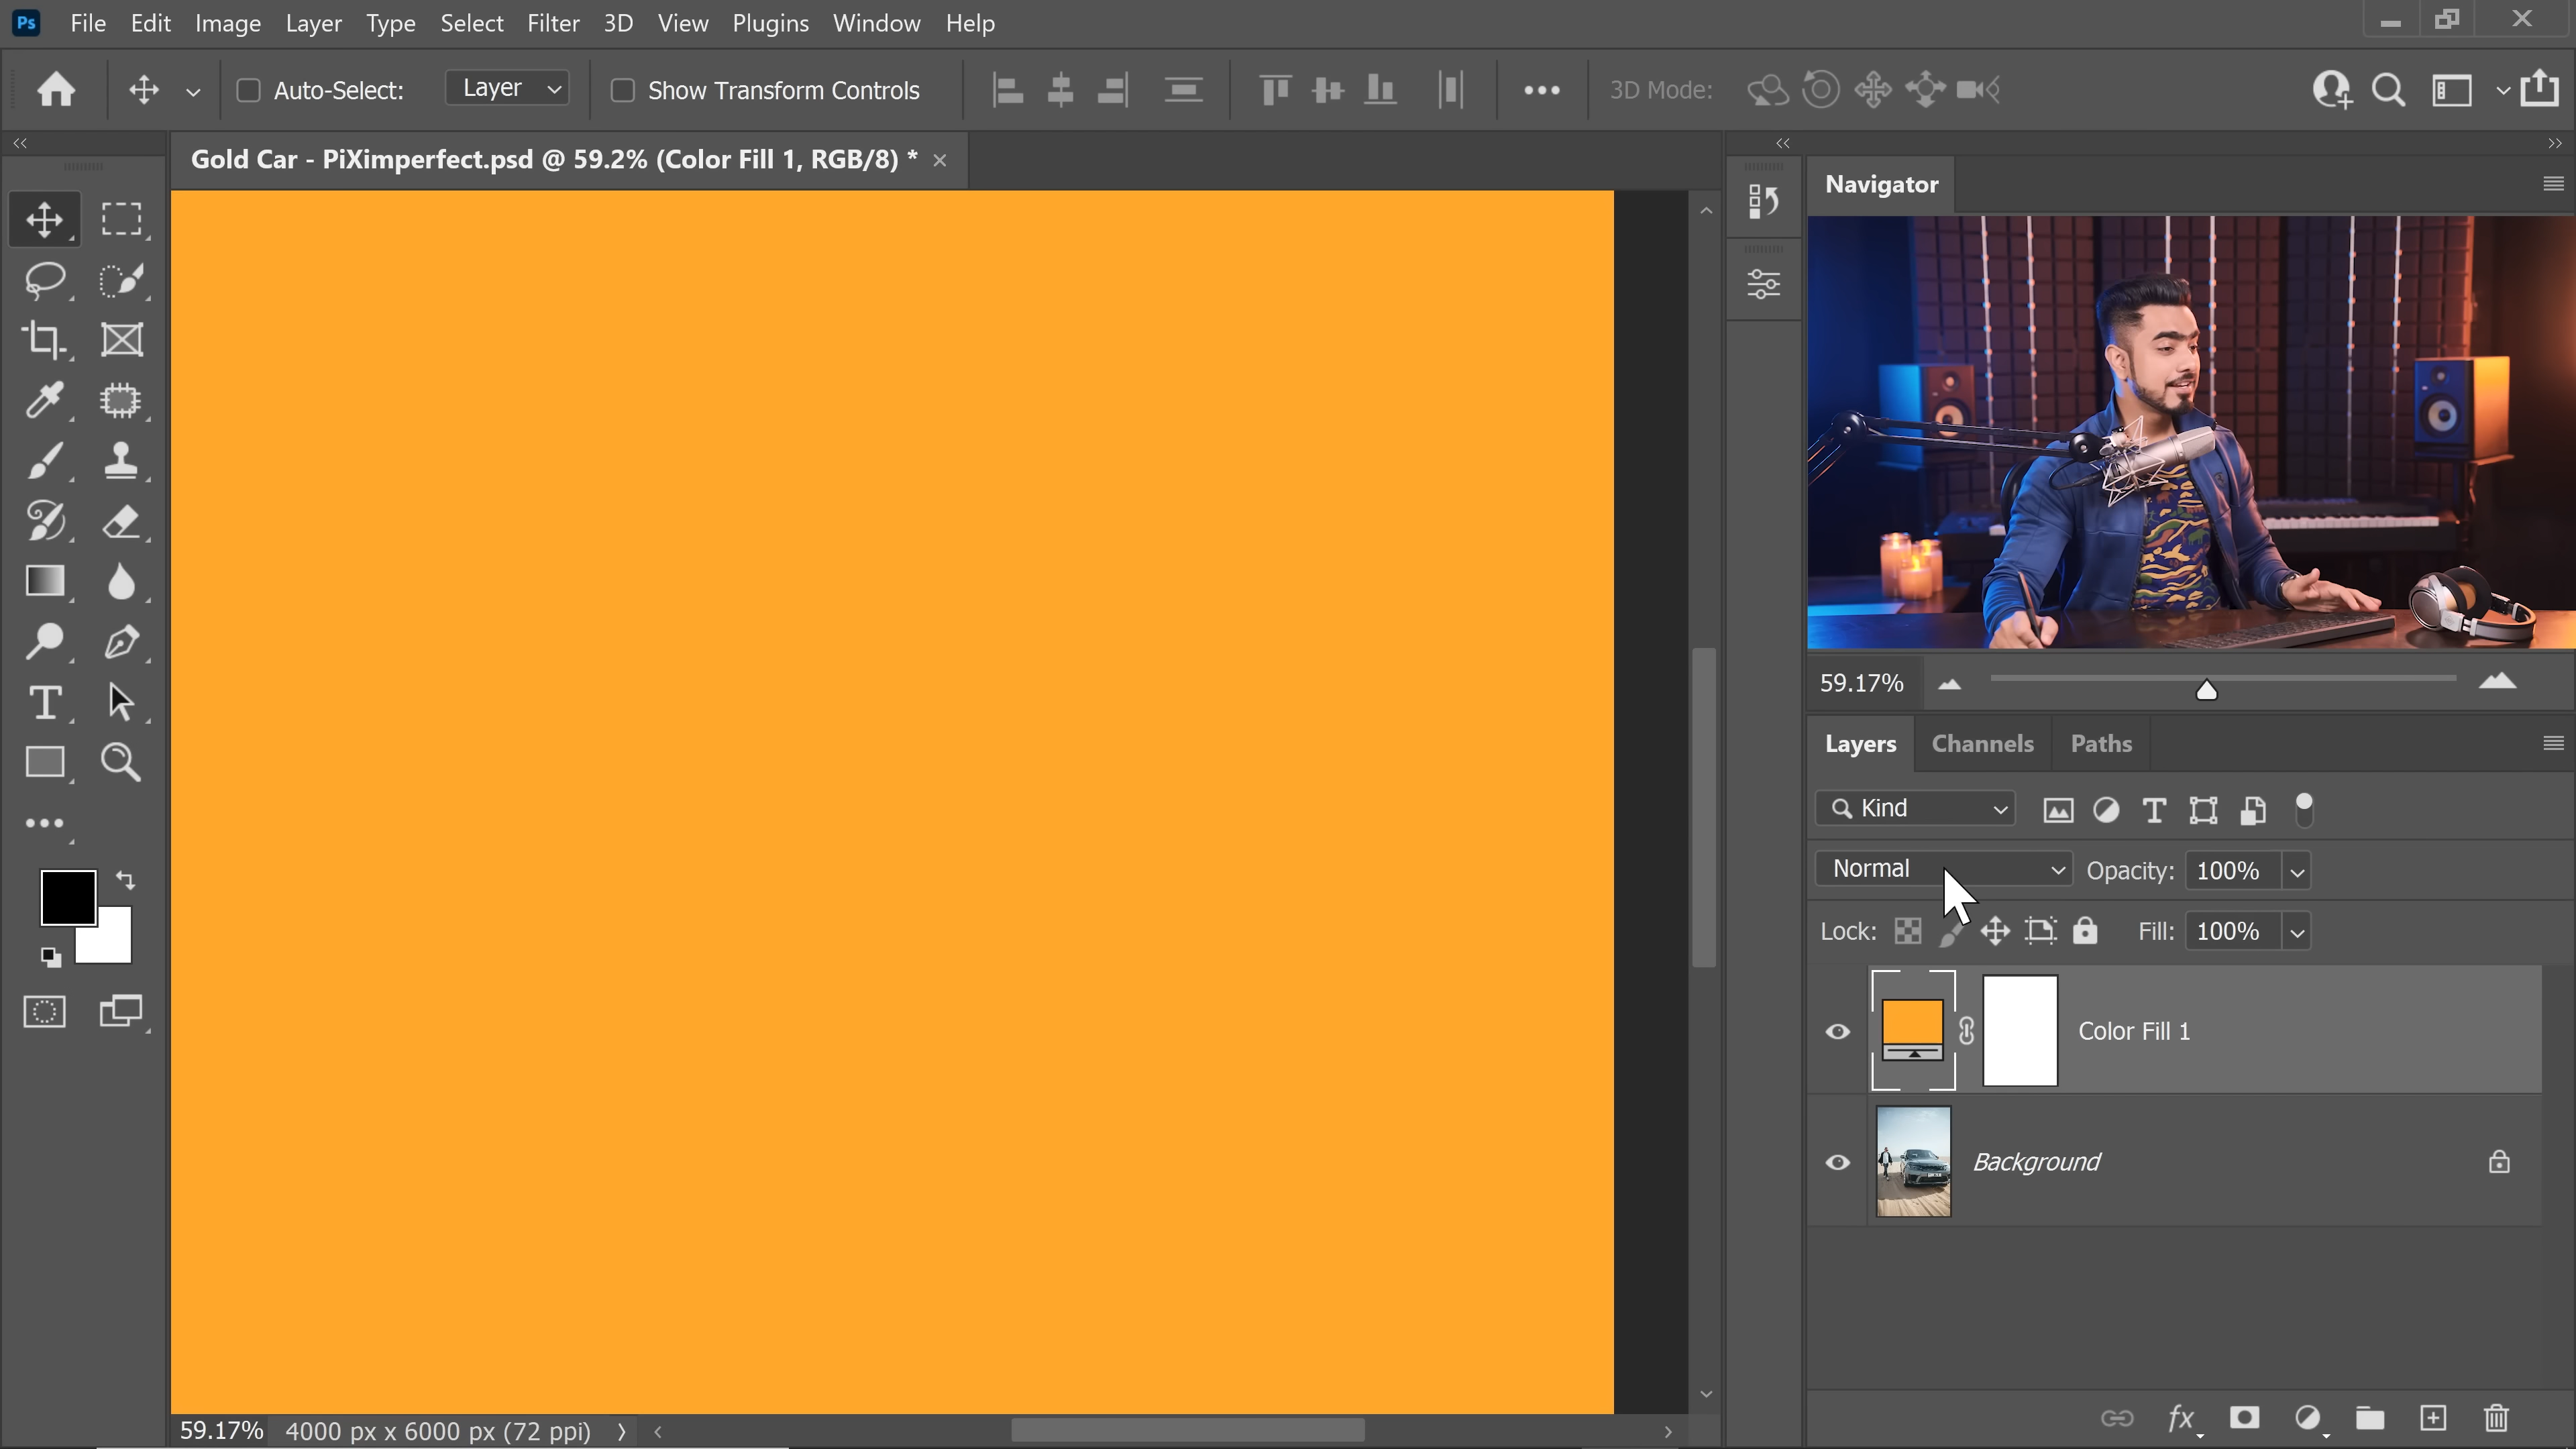 Ps File Edit Image Layer Type Select Filter 3D View Plugins Window Help
Auto-Select: Layer Show Transform Controls 3D Mode:
Gold Car - PiXimperfect.psd @ 59.2% (Color Fill 1, RGB/8) * ×
Navigator
59.17%
Layers Channels Paths
Kind
Normal Opacity: 100%
Lock: Fill: 100%
Color Fill 1
Background
fx
59.17% 4000 px x 6000 px (72 ppi)